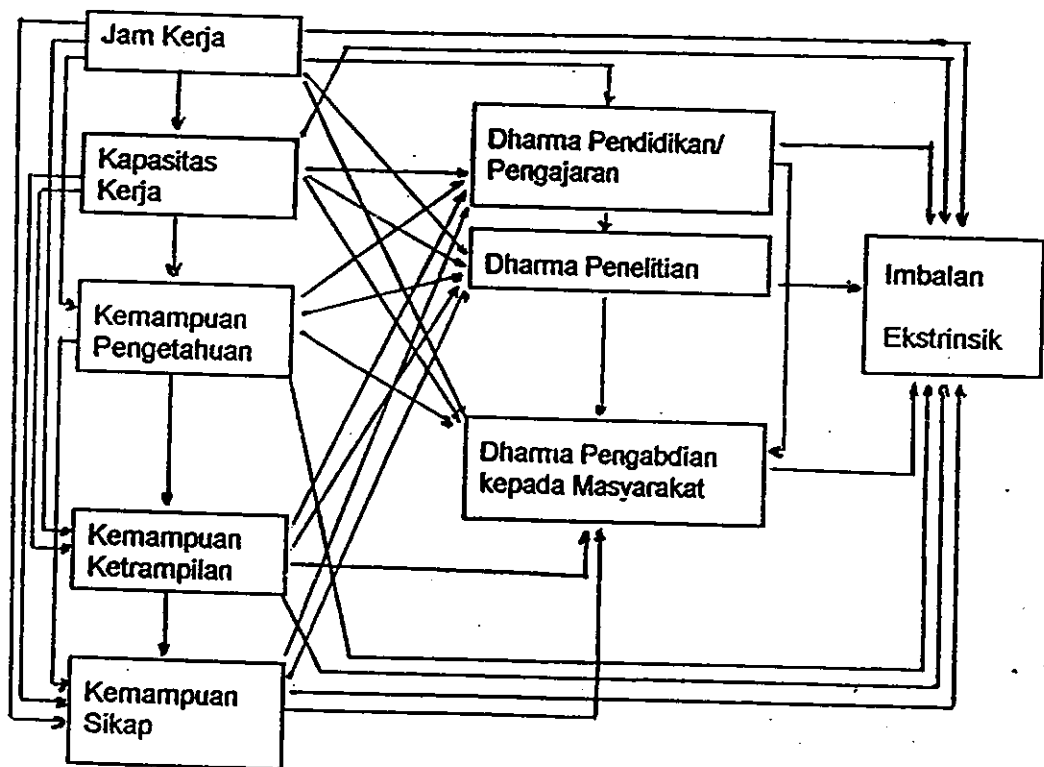 Jam Kerja
Kapasitas
Kerja
Kemampuan
Pengetahuan
Kemampuan
Ketrampilan
Kemampuan
Sikap
Dharma Pendidikan/
Pengajaran
Dharma Penelitian
Dharma Pengabdian
kepada Masyarakat
Imbalan
Ekstrinsik